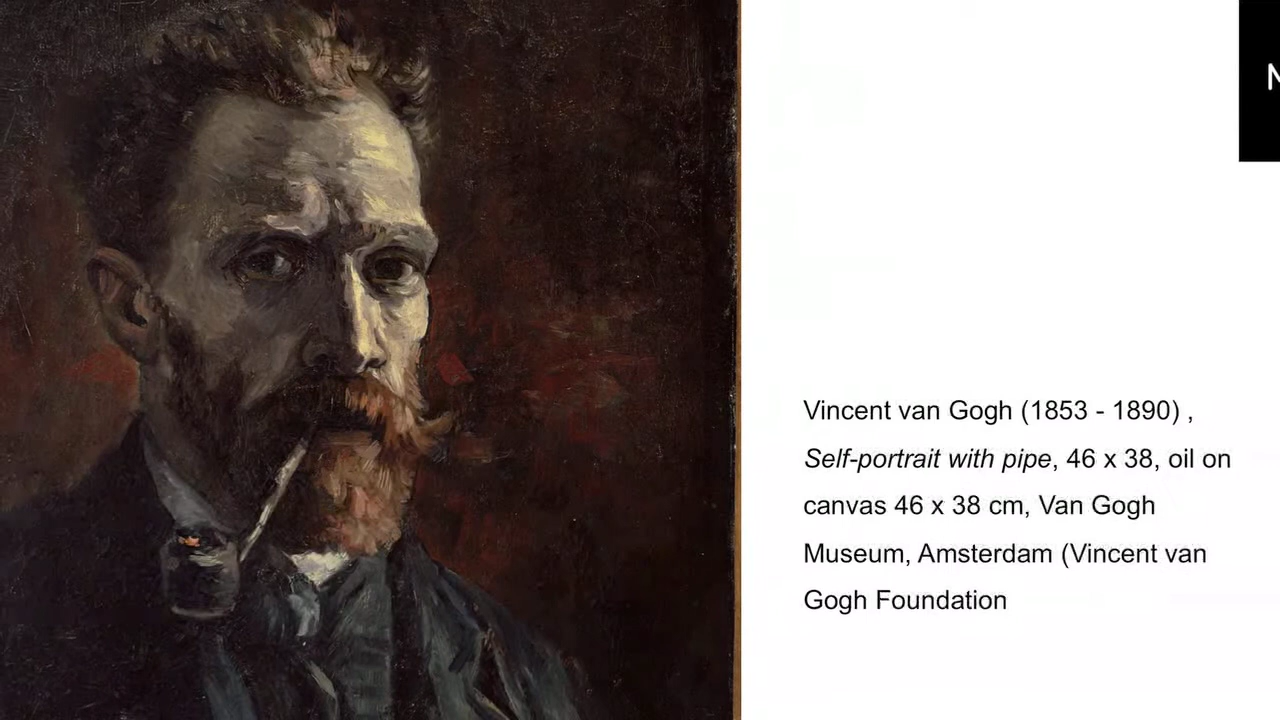 N
Vincent van Gogh (1853 - 1890) ,
Self-portrait with pipe, 46 x 38, oil on
canvas 46 x 38 cm, Van Gogh
Museum, Amsterdam (Vincent van
Gogh Foundation